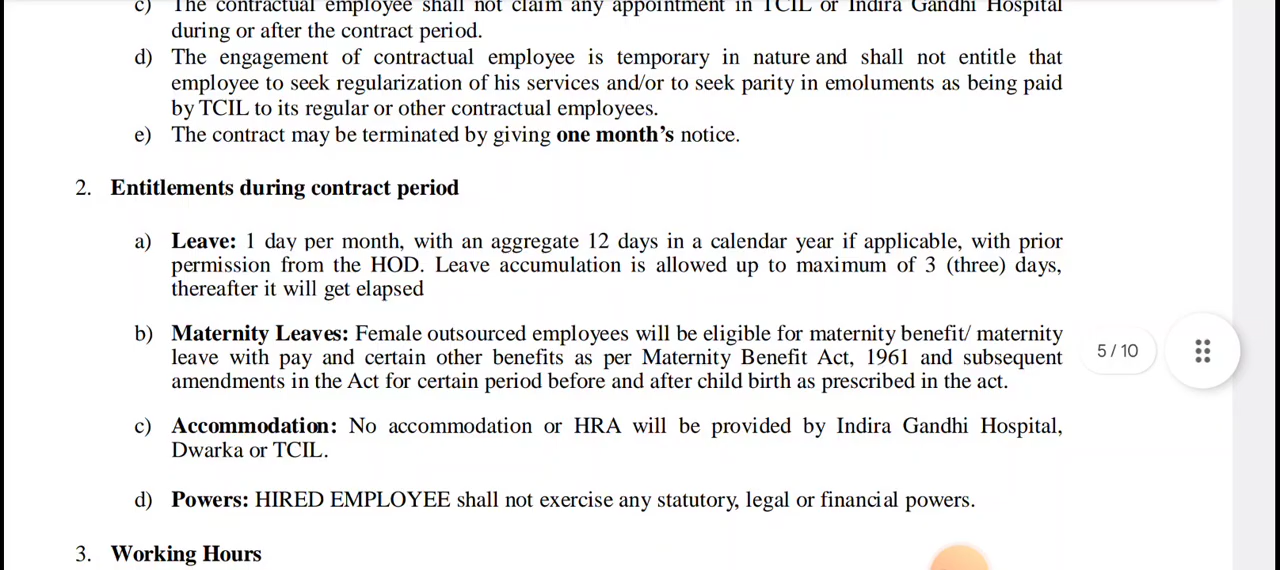 c) The contractual employee shall not claim any appointment in TCIL or Indira Gandhi Hospital
during or after the contract period.
d) The engagement of contractual employee is temporary in nature and shall not entitle that
employee to seek regularization of his services and/or to seek parity in emoluments as being paid
by TCIL to its regular or other contractual employees.
e) The contract may be terminated by giving one month's notice.
2. Entitlements during contract period
a) Leave: 1 day per month, with an aggregate 12 days in a calendar year if applicable, with prior
permission from the HOD. Leave accumulation is allowed up to maximum of 3 (three) days,
thereafter it will get elapsed
b) Maternity Leaves: Female outsourced employees will be eligible for maternity benefit/ maternity
leave with pay and certain other benefits as per Maternity Benefit Act, 1961 and subsequent
amendments in the Act for certain period before and after child birth as prescribed in the act.
5 / 10
c) Accommodation: No accommodation or HRA will be provided by Indira Gandhi Hospital,
Dwarka or TCIL.
d) Powers: HIRED EMPLOYEE shall not exercise any statutory, legal or financial powers.
3. Working Hours